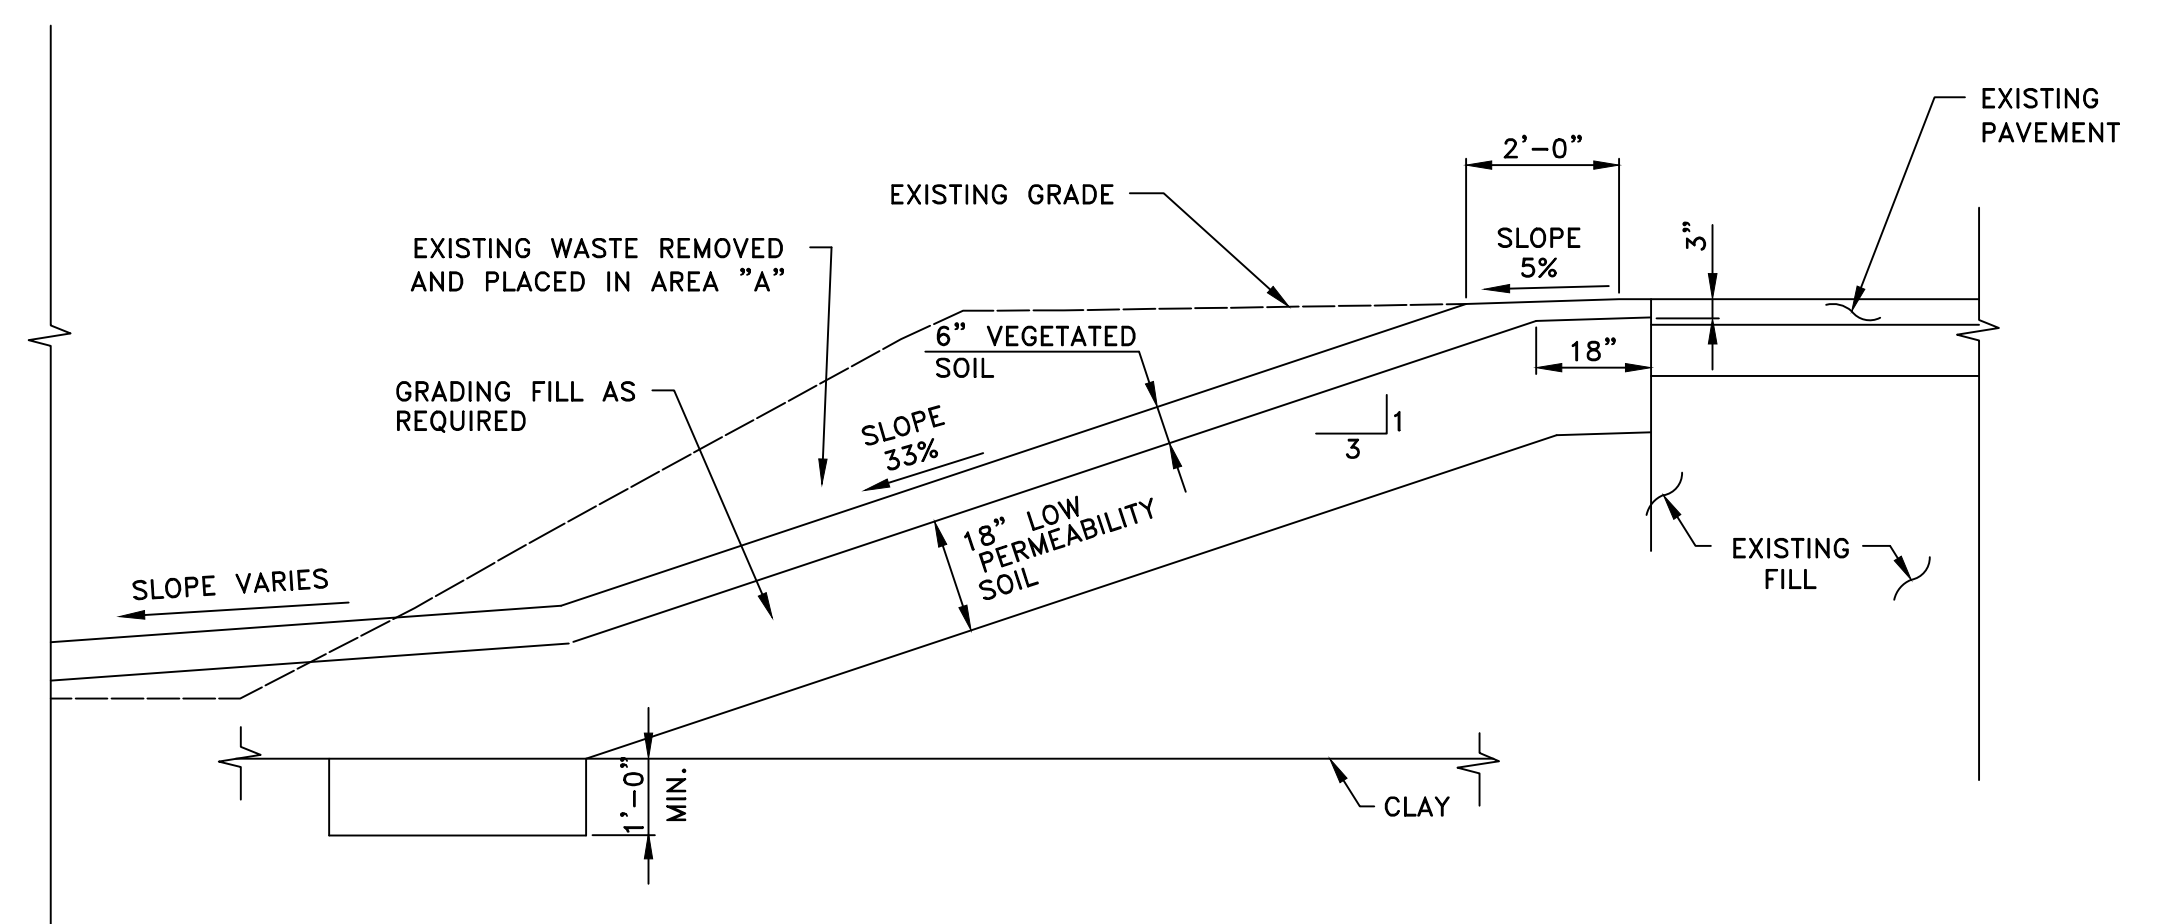 EXISTING
PAVEMENT
2'-0"
EXISTING GRADE
3"
SLOPE
5%
EXISTING WASTE REMOVED
AND PLACED IN AREA "A"
6" VEGETATED
SOIL
18"
GRADING FILL AS
REQUIRED
SLOPE
33%
1
3
18" LOW
PERMEABILITY
SOIL
EXISTING
FILL
SLOPE VARIES
1'-0"
MIN.
CLAY